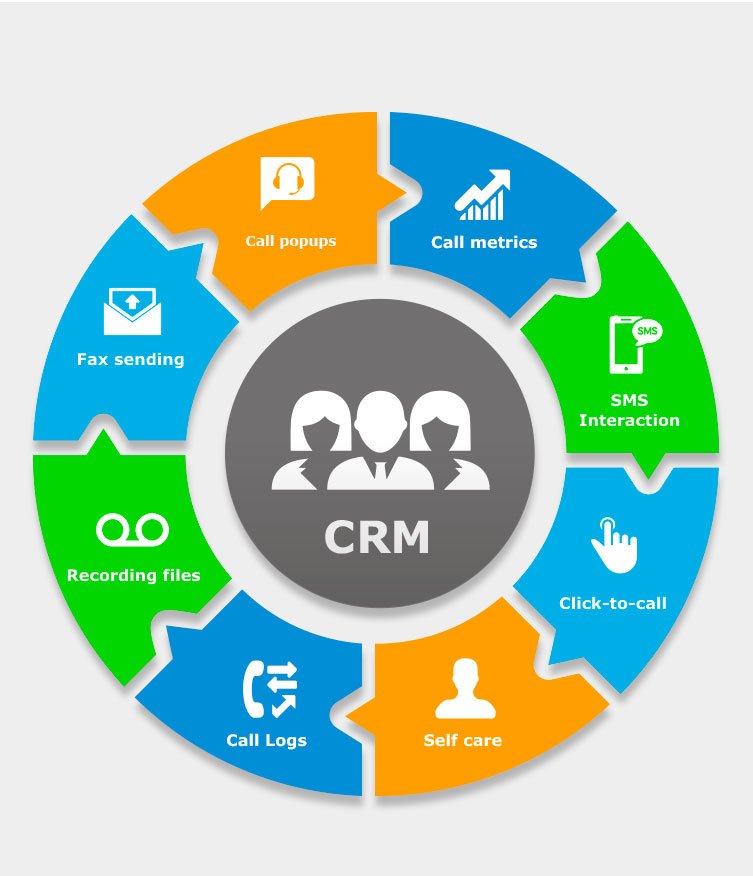 Call popups
Call metrics
Fax sending
SMS
SMS
Interaction
CRM
Recording files
Click-to-call
Call Logs
Self care